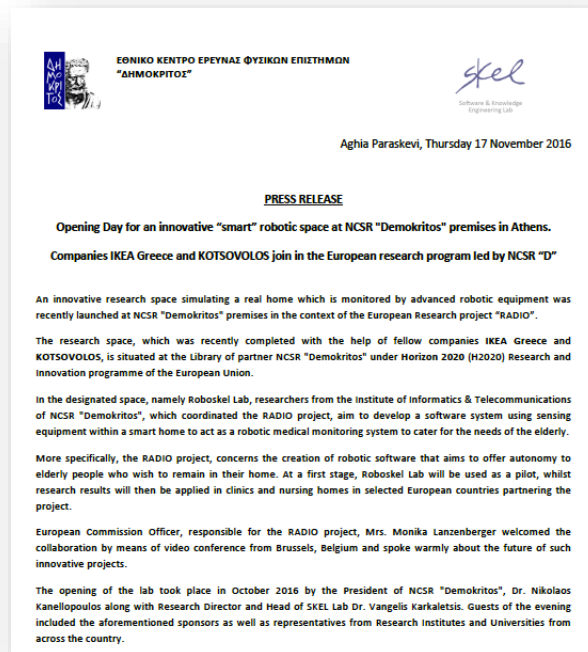 ΔΗ
ΜΟ
ΚΡΙ
ΤΟΣ
ΕΘΝΙΚΟ ΚΕΝΤΡΟ ΕΡΕΥΝΑΣ ΦΥΣΙΚΩΝ ΕΠΙΣΤΗΜΩΝ
"ΔΗΜΟΚΡΙΤΟΣ"
skel
Software & Knowledge
Engineering Lab
Aghia Paraskevi, Thursday 17 November 2016
PRESS RELEASE
Opening Day for an innovative “smart” robotic space at NCSR "Demokritos" premises in Athens.
Companies IKEA Greece and KOTSOVOLOS join in the European research program led by NCSR “D”
An innovative research space simulating a real home which is monitored by advanced robotic equipment was
recently launched at NCSR "Demokritos" premises in the context of the European Research project “RADIO”.
The research space, which was recently completed with the help of fellow companies IKEA Greece and
KOTSOVOLOS, is situated at the Library of partner NCSR "Demokritos" under Horizon 2020 (H2020) Research and
Innovation programme of the European Union.
In the designated space, namely Roboskel Lab, researchers from the Institute of Informatics & Telecommunications
of NCSR "Demokritos", which coordinated the RADIO project, aim to develop a software system using sensing
equipment within a smart home to act as a robotic medical monitoring system to cater for the needs of the elderly.
More specifically, the RADIO project, concerns the creation of robotic software that aims to offer autonomy to
elderly people who wish to remain in their home. At a first stage, Roboskel Lab will be used as a pilot, whilst
research results will then be applied in clinics and nursing homes in selected European countries partnering the
project.
European Commission Officer, responsible for the RADIO project, Mrs. Monika Lanzenberger welcomed the
collaboration by means of video conference from Brussels, Belgium and spoke warmly about the future of such
innovative projects.
The opening of the lab took place in October 2016 by the President of NCSR "Demokritos", Dr. Nikolaos
Kanellopoulos along with Research Director and Head of SKEL Lab Dr. Vangelis Karkaletsis. Guests of the evening
included the aforementioned sponsors as well as representatives from Research Institutes and Universities from
across the country.